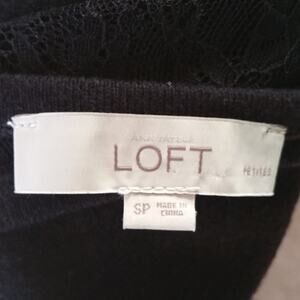 ANN TAYLOR
LOFT
PETITES
SP MADE IN
CHINA